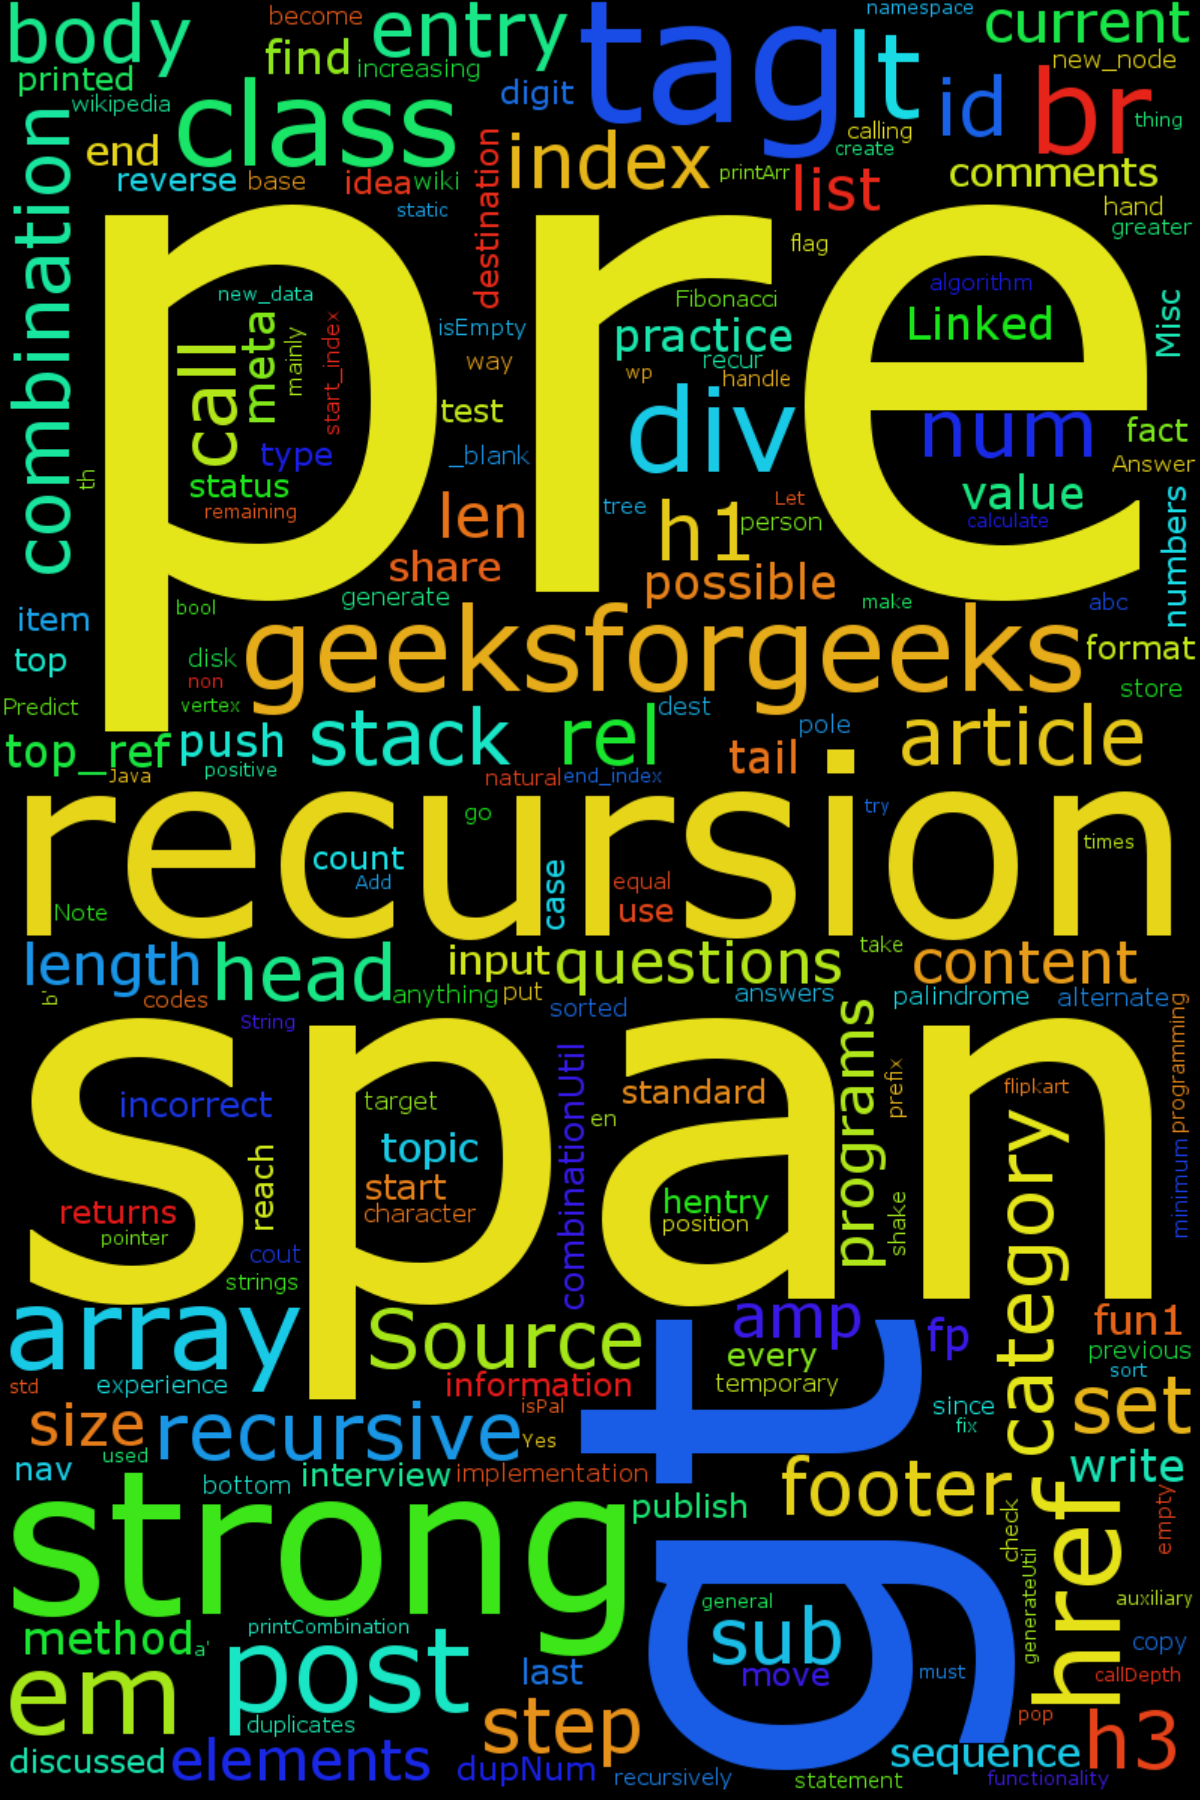 body
become
entry
tag
lt
namespace
current
printed
find
increasing
new_node
wikipedia
class
digit
id
br
thing
combination
end
index
calling
create
reverse
base
idea
wiki
destination
printArr
list
comments
static
hand
greater
flag
pre
new_data
Fibonacci
algorithm
Misc
call
meta
mainly
start_index
isEmpty
practice
Linked
way
recur
wp
handle
test
div
num
fact
type
_blank
Answer
th
status
value
remaining
len
tree
h1
Let
person
calculate
numbers
share
possible
generate
bool
make
abc
item
geeksforgeeks
format
top
disk
non
store
Predict
vertex
dest
top_ref
push
stack
rel
pole
article
Java
positive
tail
natural
end_index
recursion
go
try
count
Add
case
equal
use
times
Note
take
length
head
input
questions
content
b'
codes
anything
put
sorted
answers
palindrome
alternate
String
span
programs
programming
incorrect
target
combinationUtil
standard
en
prefix
flipkart
category
topic
reach
start
character
hentry
position
returns
pointer
shake
minimum
cout
strings
array
Source
amp
fp
fun1
every
previous
std
experience
information
temporary
sort
size
recursive
isPal
Yes
gt
since
fix
set
used
nav
bottom
interview
implementation
footer
write
strong
publish
check
href
empty
generateUtil
general
auxiliary
method
a'
printCombination
sub
copy
em
post
last
move
must
callDepth
duplicates
step
pop
h3
discussed
elements
dupNum
recursively
sequence
statement
functionality